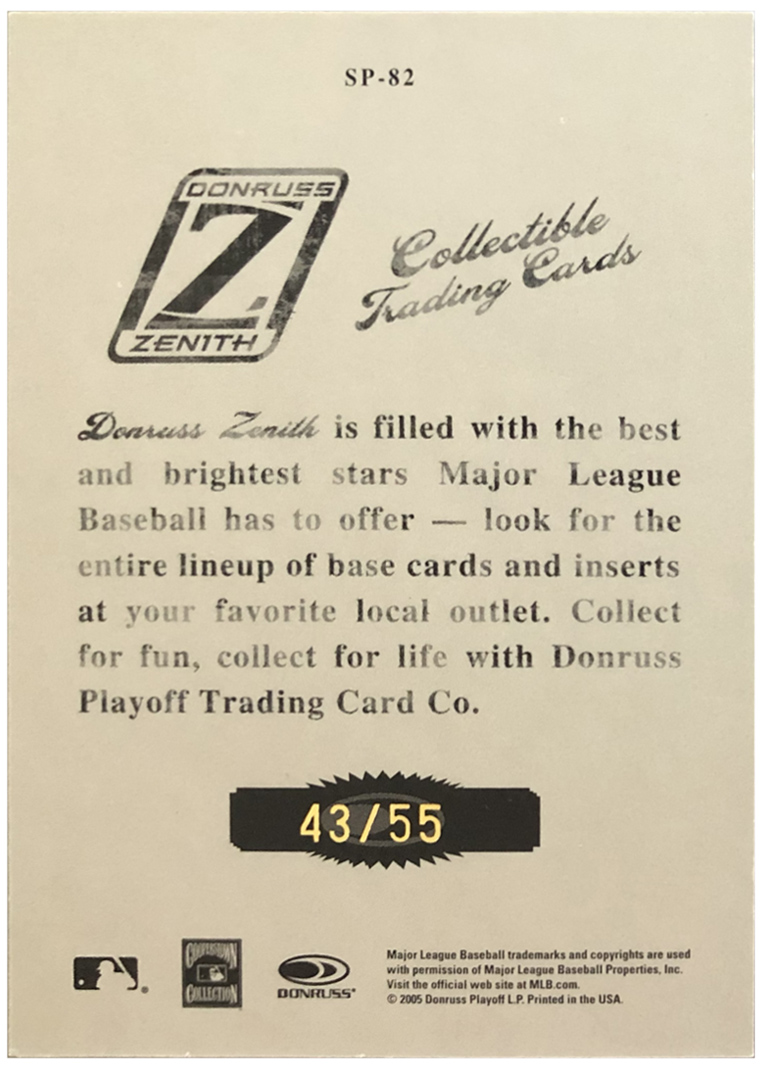 SP-82
DONRUSS
Z
ZENITH
Collectible
Trading Cards
Donruss Zenith is filled with the best
and brightest stars Major League
Baseball has to offer — look for the
entire lineup of base cards and inserts
at your favorite local outlet. Collect
for fun, collect for life with Donruss
Playoff Trading Card Co.
43/55
COOPERSTOWN
COLLECTION
DONRUSS®
Major League Baseball trademarks and copyrights are used
with permission of Major League Baseball Properties, Inc.
Visit the official web site at MLB.com.
© 2005 Donruss Playoff L.P. Printed in the USA.